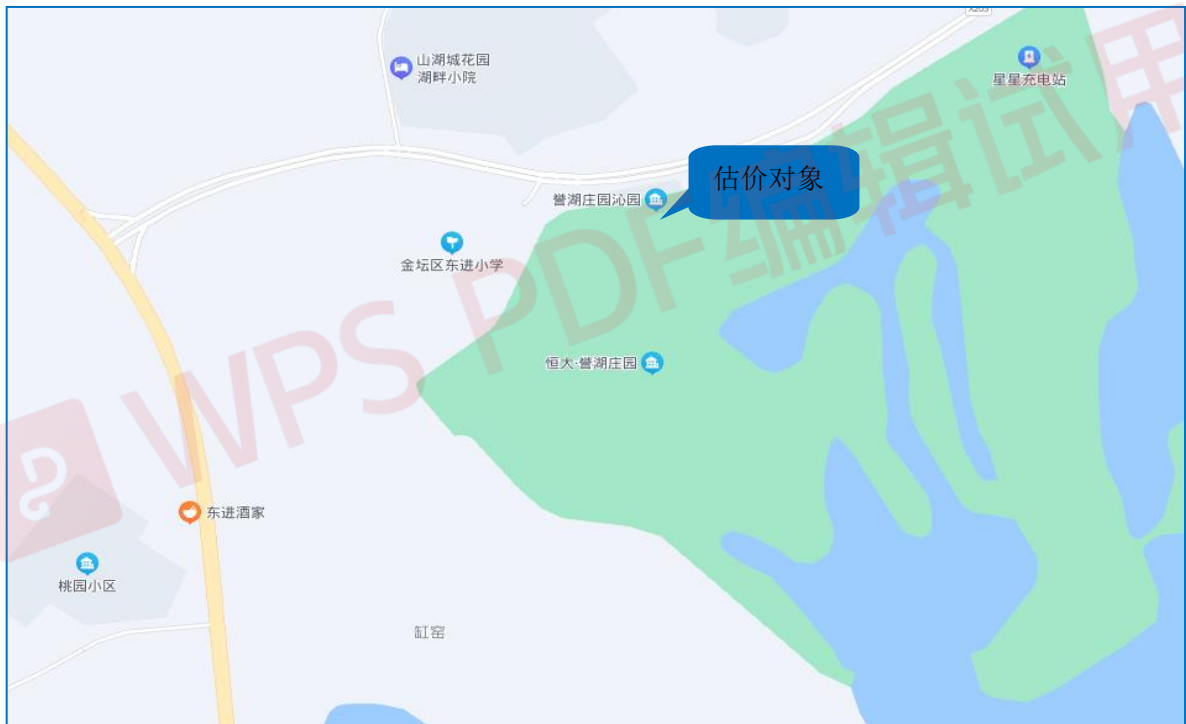 X205
山湖城花园
湖畔小院
星星充电站
估价对象
誉湖庄园沁园
金坛区东进小学
恒大·誉湖庄园
东进酒家
桃园小区
缸窑
WPS PDF编辑试用